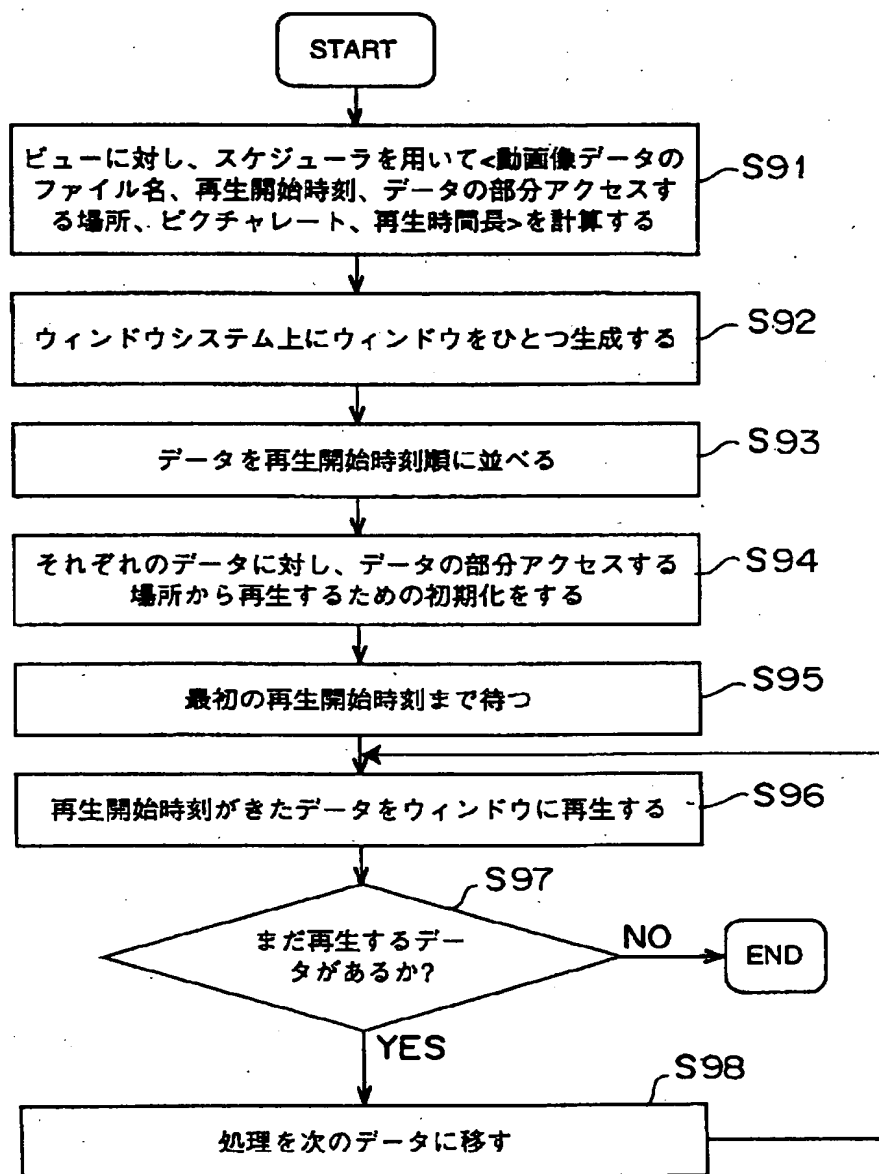 START
ビューに対し、スケジューラを用いて<動画像データの
ファイル名、再生開始時刻、データの部分アクセスす
る場所、ピクチャレート、再生時間長>を計算する
S91
ウィンドウシステム上にウィンドウをひとつ生成する
S92
データを再生開始時刻順に並べる
S93
それぞれのデータに対し、データの部分アクセスする
場所から再生するための初期化をする
S94
最初の再生開始時刻まで待つ
S95
再生開始時刻がきたデータをウィンドウに再生する
S96
S97
まだ再生するデー
タがあるか?
NO
END
YES
S98
処理を次のデータに移す